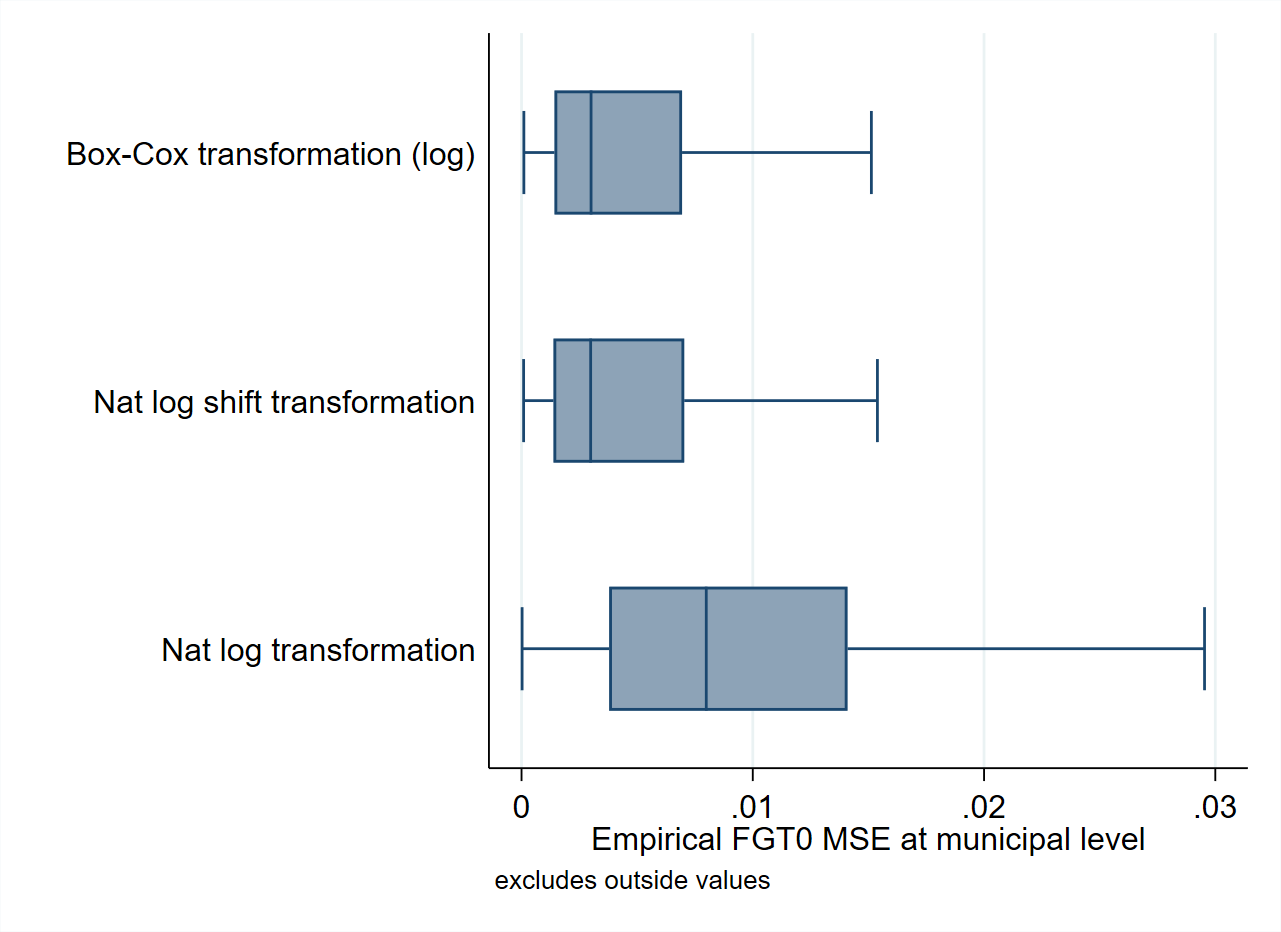 Box-Cox transformation (log)
Nat log shift transformation
Nat log transformation
0 .01 .02 .03
Empirical FGT0 MSE at municipal level
excludes outside values